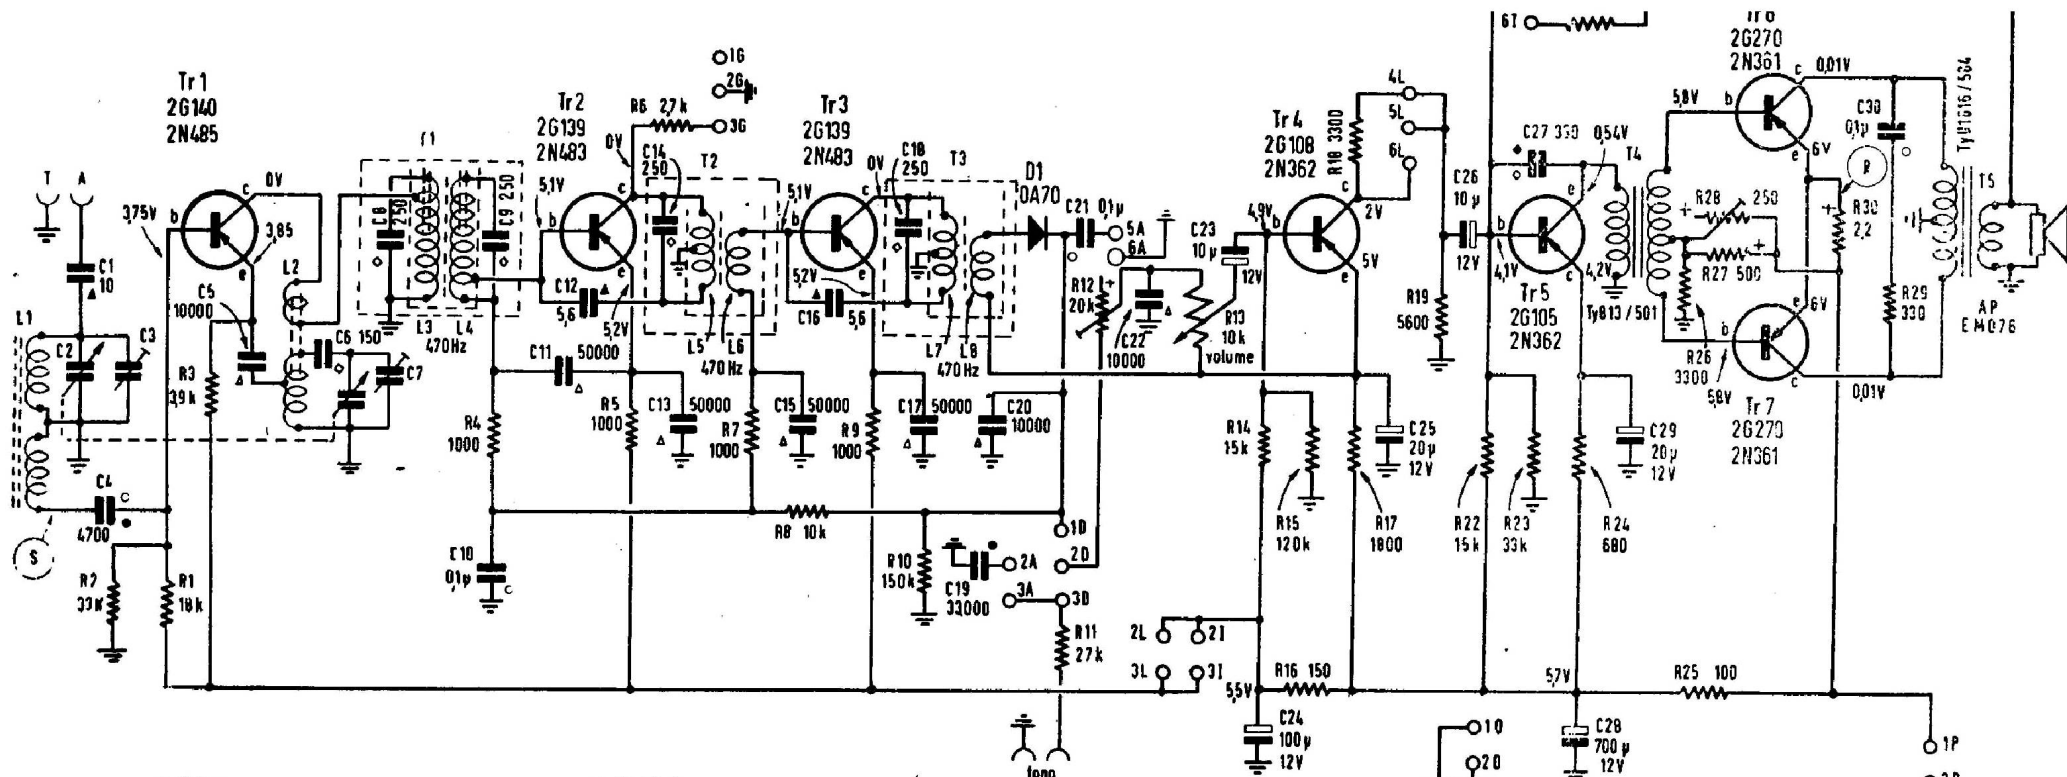 Tr 1
2G140
2N485
T
A
3,75V
b
c
0V
3,85
e
C1
10
L1
C2
C3
R3
3,9k
C5
10000
L2
C6 150
C7
C4
4700
S
R2
33k
R1
18k
C8
250
C9 250
L3
L4
470Hz
Tr 2
2G139
2N483
R6 2,7k
1G
2G
3G
0V
5,1V
b
c
e
C14
250
T2
C12
5,6
5,2V
L5
L6
470Hz
C11
50000
R4
1000
R5
1000
C13
50000
R7
1000
C15
50000
C10
0,1µ
R8 10k
Tr 3
2G139
2N483
0V
5,1V
b
c
e
5,2V
C16
5,6
C18
250
T3
L7
L8
470Hz
R9
1000
C17
50000
C20
10000
R10
150k
C19
33000
2A
3A
1D
2D
3D
R11
27k
fono
D1
OA70
C21
0,1µ
5A
6A
R12
20k
+
C22
10000
R13
10k
volume
C23
10µ
12V
Tr 4
2G108
2N362
R18 3300
4L
5L
6L
4,9V
b
c
2V
e
5V
R14
15k
R15
120k
R17
1800
C25
20µ
12V
2L
2I
3L
3I
5,5V
R16 150
C24
100µ
12V
R19
5600
C26
10µ
12V
6I
C27 330
0,54V
b
4,1V
e
c
4,2V
Tr 5
2G105
2N362
T4
Ty813/501
R22
15k
R23
33k
R24
680
C29
20µ
12V
5,7V
C28
700µ
12V
1O
2O
R25 100
1P
Tr 6
2G270
2N361
c
0,01V
5,8V
b
e
6V
R28
250
+
R27 500
+
R26
3300
5,8V
R
R30
2,2
+
C30
0,1µ
R29
330
e
6V
b
c
0,01V
Tr 7
2G270
2N361
T5
AP
EM076